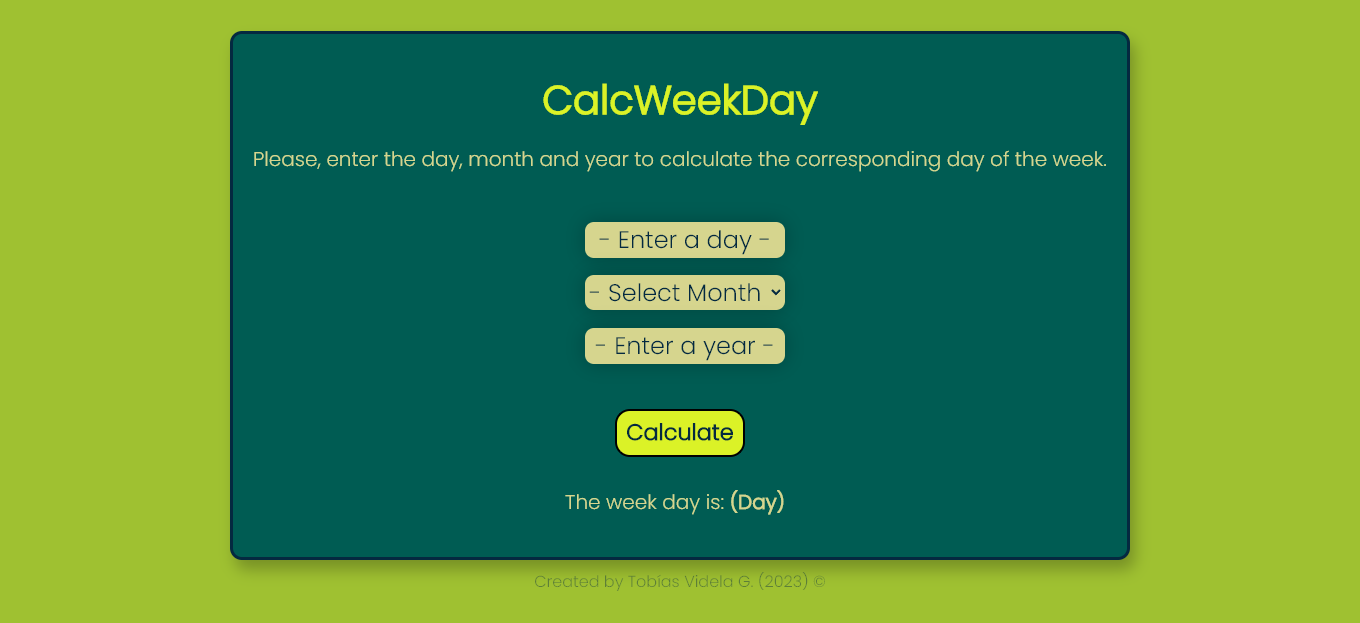 CalcWeekDay
Please, enter the day, month and year to calculate the corresponding day of the week.
- Enter a day -
- Select Month
- Enter a year -
Calculate
The week day is: (Day)
Created by Tobías Videla G. (2023) ©